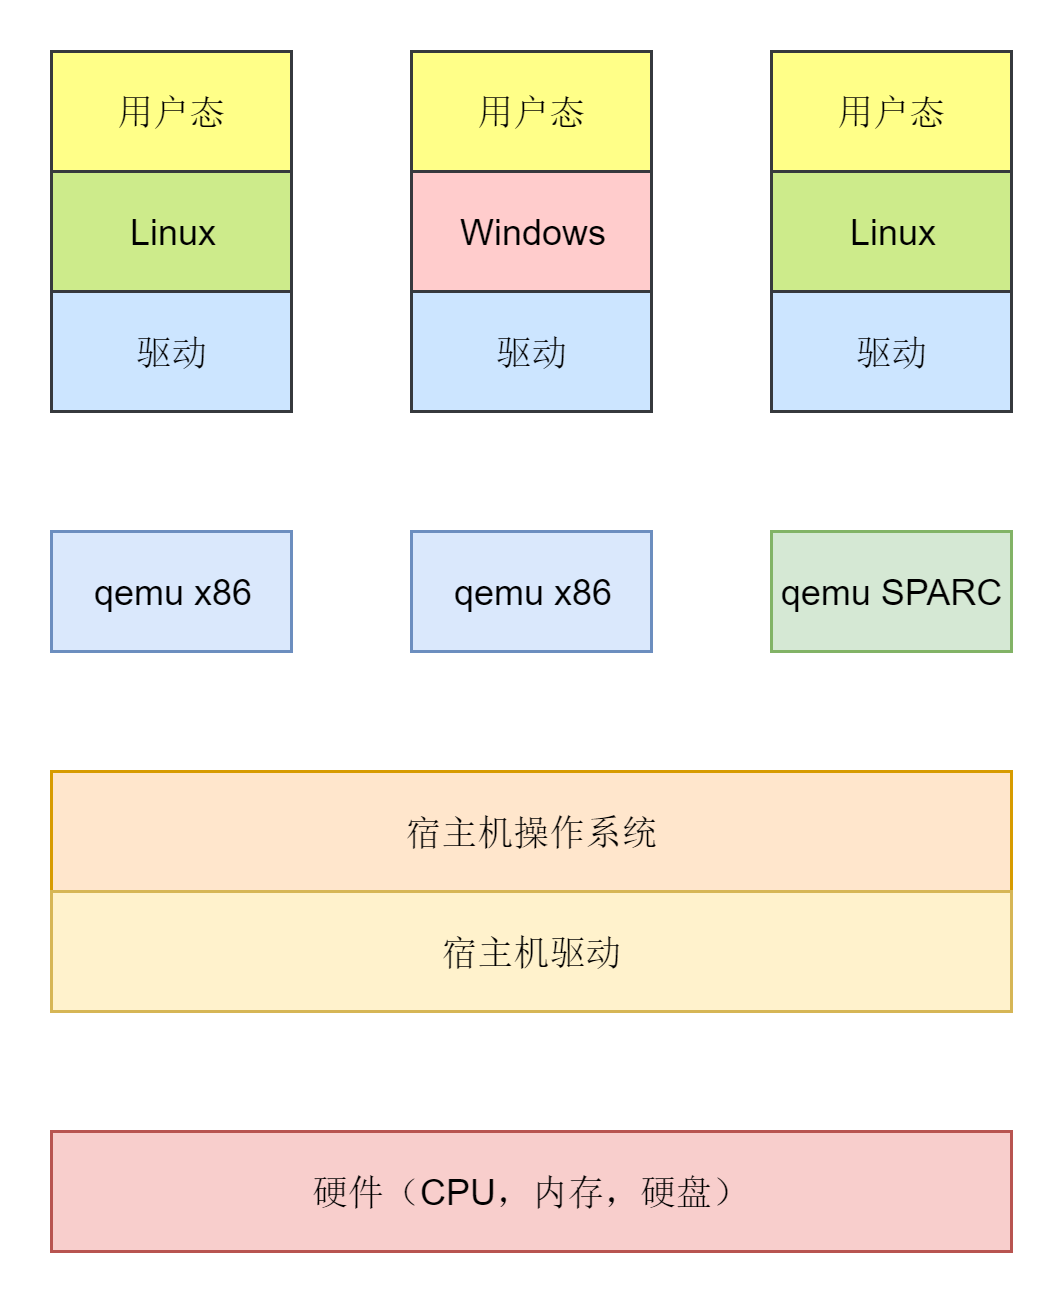 用户态
用户态
用户态
Linux
Windows
Linux
驱动
驱动
驱动
qemu x86
qemu x86
qemu SPARC
宿主机操作系统
宿主机驱动
硬件（CPU，内存，硬盘）